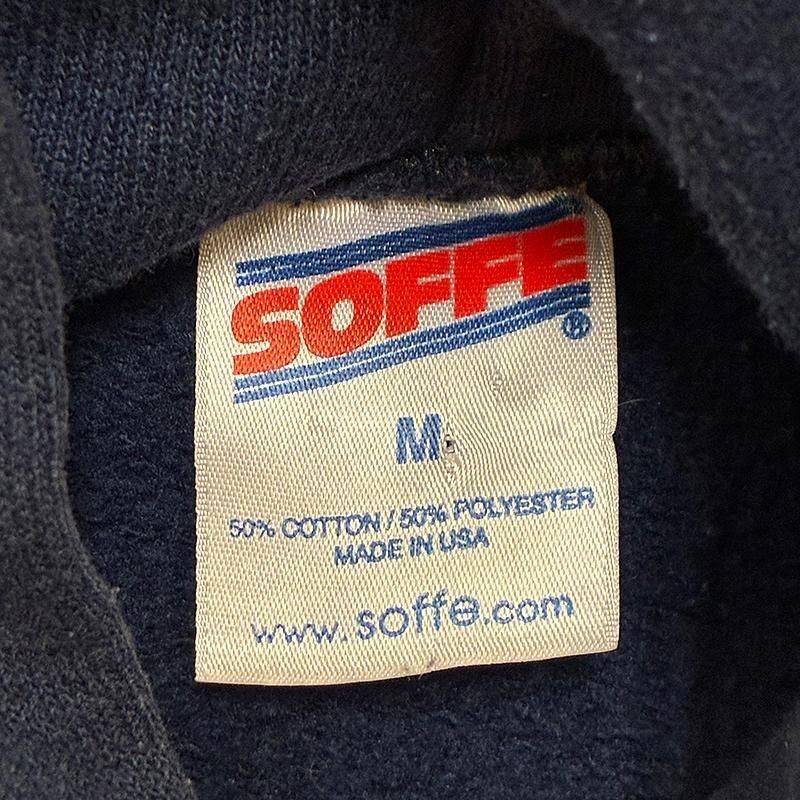 SOFFE
®
M
50% COTTON / 50% POLYESTER
MADE IN USA
www.soffe.com